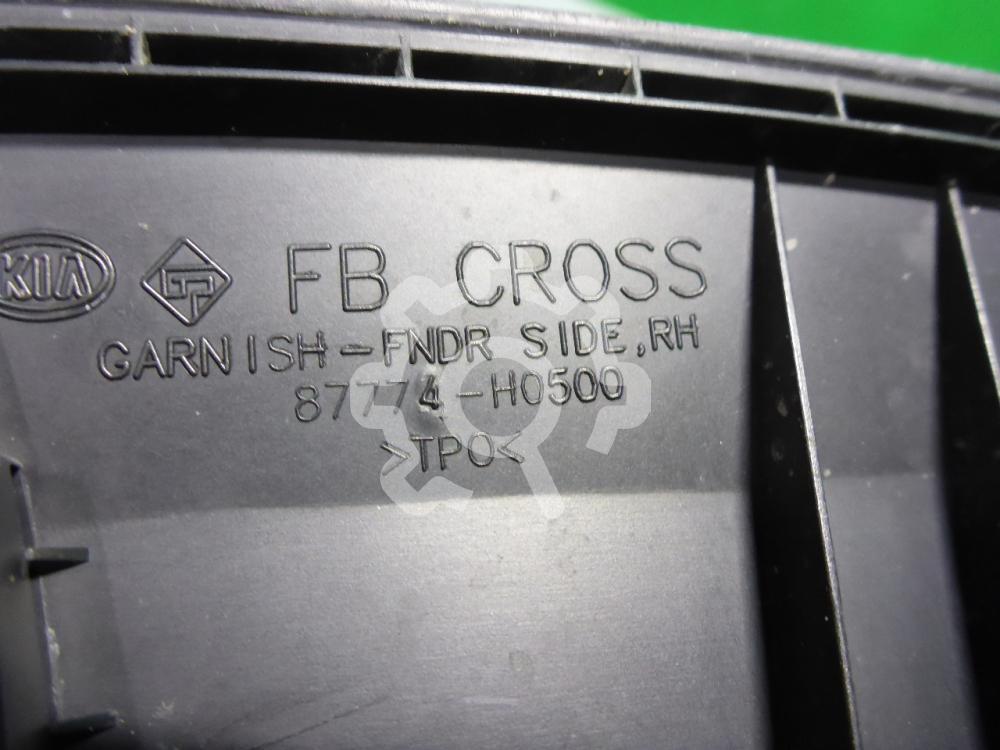 KIA FB CROSS
GARNISH-FNDR SIDE,RH
87774-H0500
>TPO<